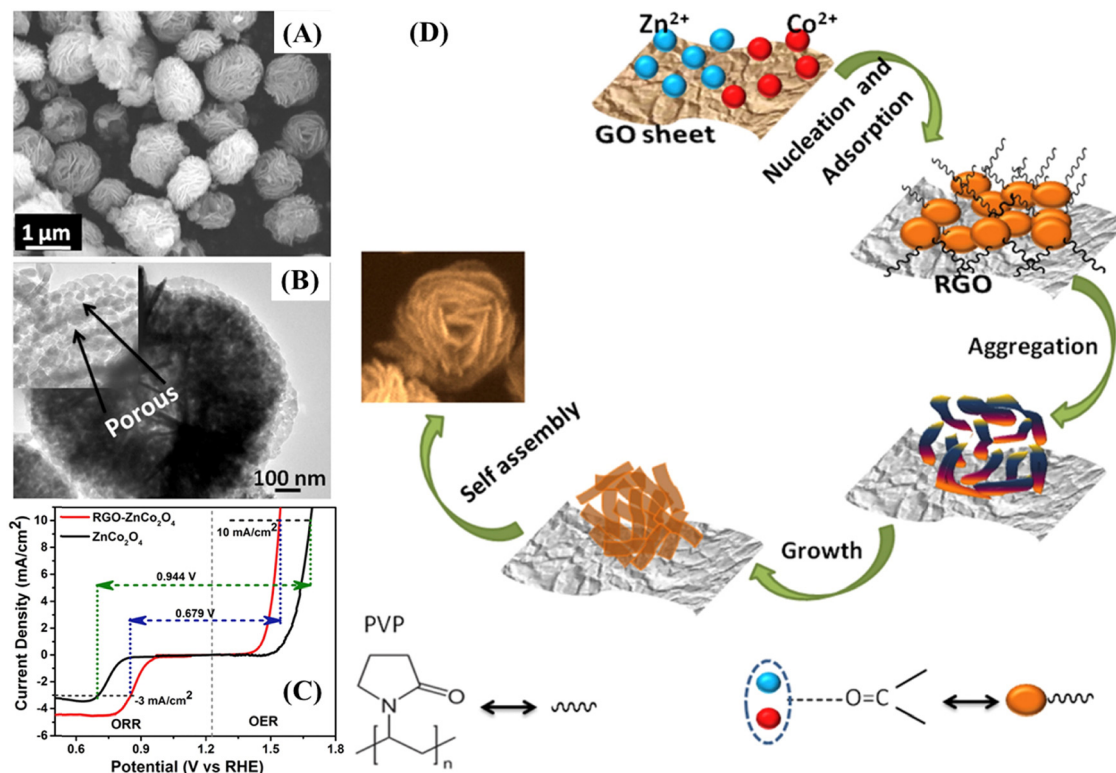 (A)
1 μm
(B)
Porous
100 nm
RGO-ZnCo₂O₄
ZnCo₂O₄
10 mA/cm²
0.944 V
0.679 V
-3 mA/cm²
(C)
ORR
OER
10
8
6
4
2
0
-2
-4
-6
0.6
0.9
1.2
1.5
1.8
Current Density (mA/cm²)
Potential (V vs RHE)
(D)
Zn²⁺
Co²⁺
GO sheet
Nucleation and
Adsorption
RGO
Aggregation
Growth
Self assembly
PVP
N
O
n
O=C